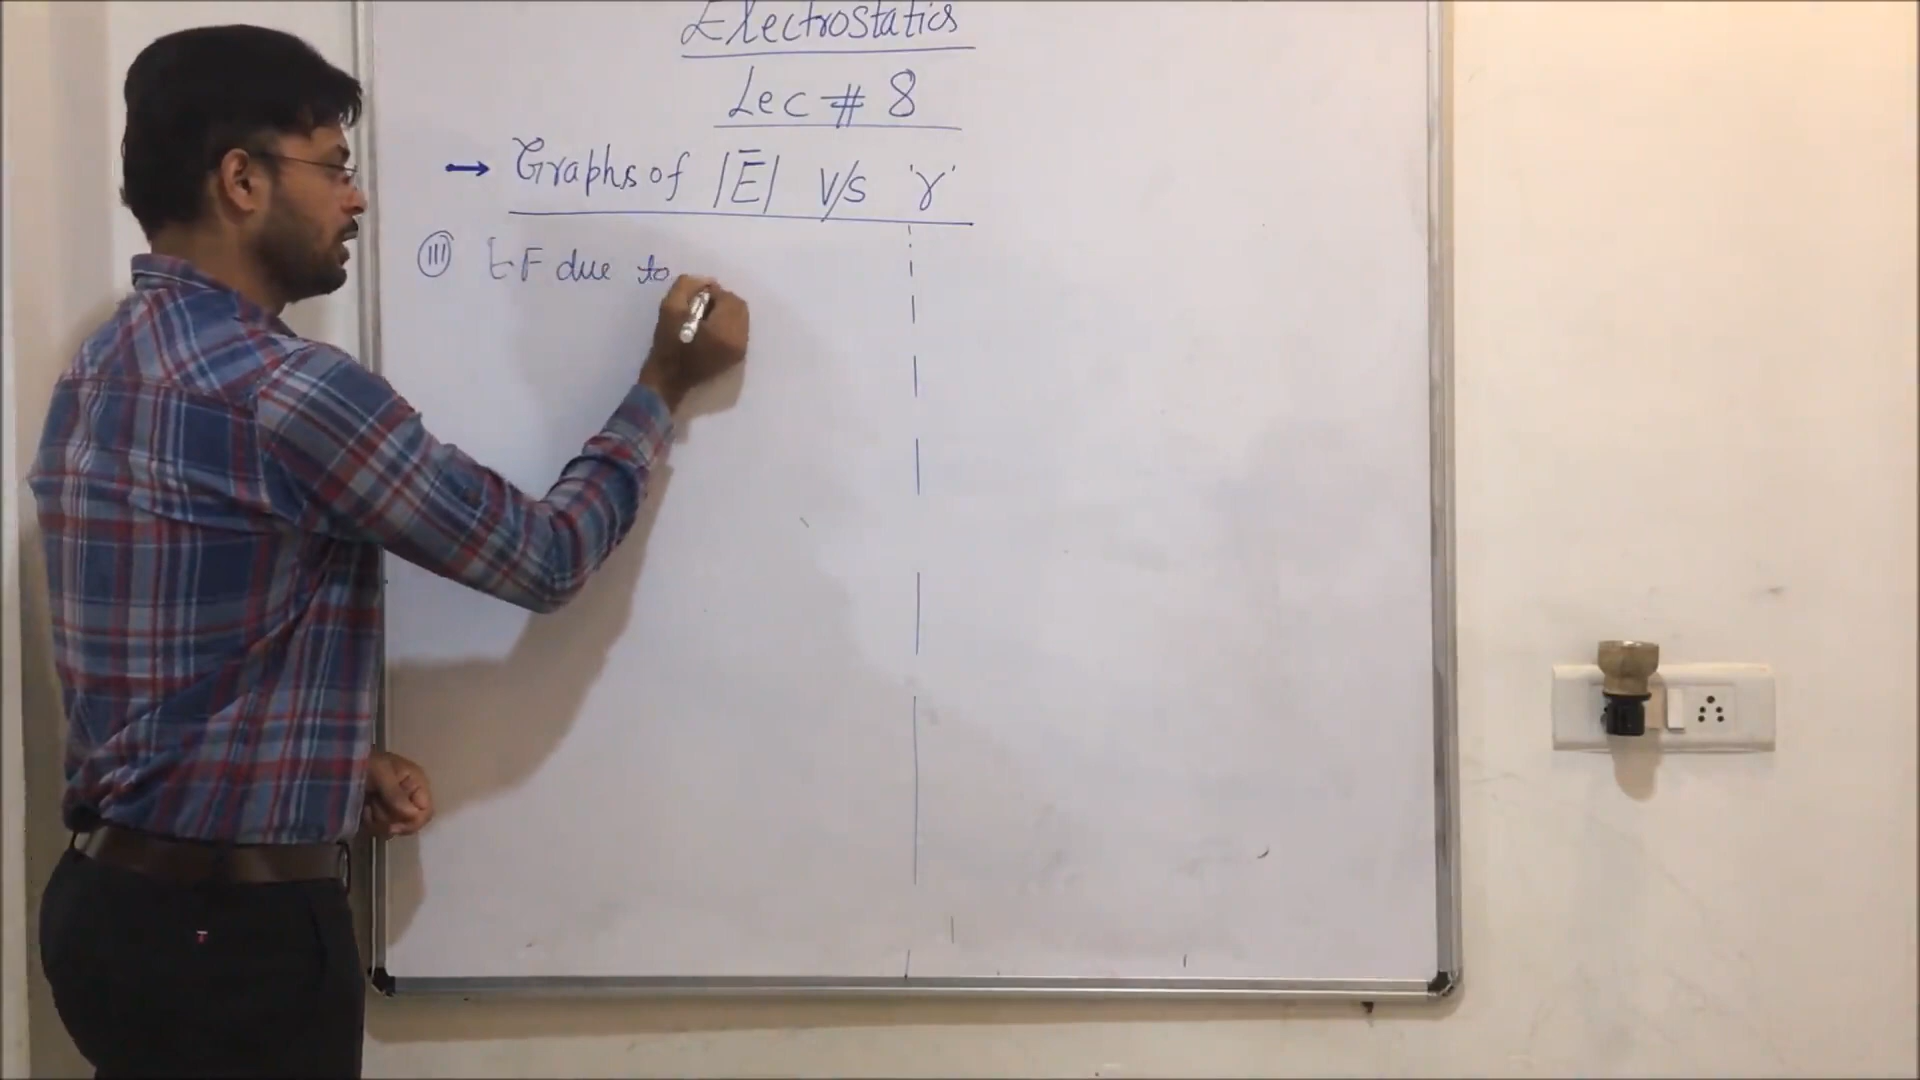 Electrostatics
Lec # 8
→ Graphs of |E̅| v/s 'r'
(III) E.F due to